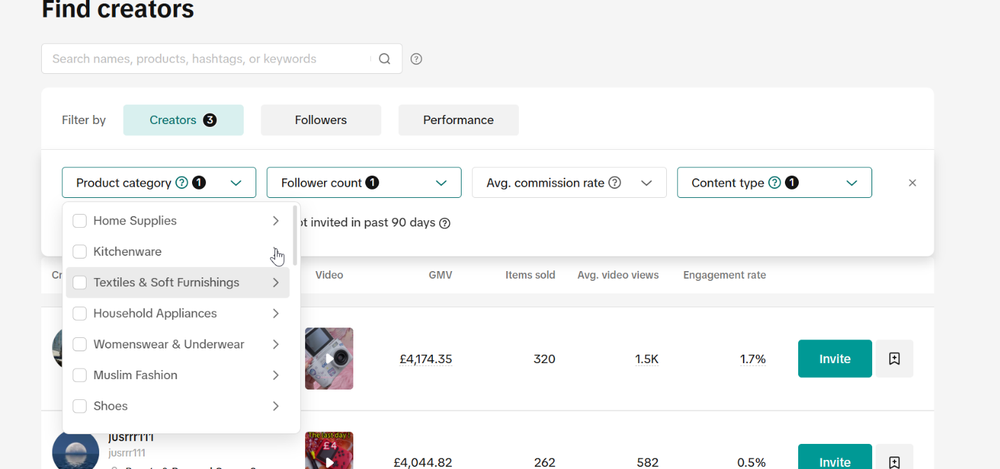 Find creators
Search names, products, hashtags, or keywords
Filter by Creators 3 Followers Performance
Product category ? 1 Follower count 1 Avg. commission rate ? Content type ? 1
Home Supplies
invited in past 90 days ?
Kitchenware
Video GMV Items sold Avg. video views Engagement rate
Textiles & Soft Furnishings
Household Appliances
Womenswear & Underwear
£4,174.35 320 1.5K 1.7% Invite
Muslim Fashion
Shoes
jusrrr111
The last day!
£4
jusrrr111
£4,044.82 262 582 0.5% Invite